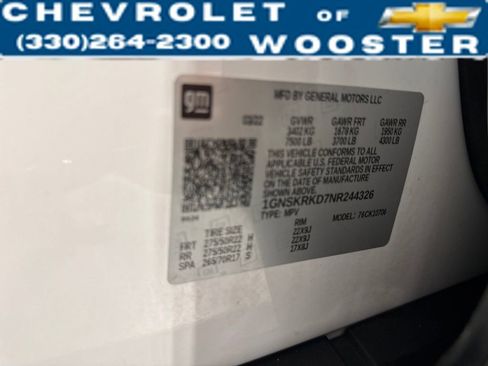 CHEVROLET OF WOOSTER
(330)264-2300
gm
MFD BY GENERAL MOTORS LLC
03/22 GVWR GAWR FRT GAWR RR
3402 KG 1678 KG 1950 KG
7500 LB 3700 LB 4300 LB
THIS VEHICLE CONFORMS TO ALL
APPLICABLE U.S. FEDERAL MOTOR
VEHICLE SAFETY STANDARDS IN EFFECT
ON THE DATE OF MANUFACTURE
SHOWN ABOVE.
1GNSKRKD7NR244326
TYPE: MPV MODEL: 
TIRE SIZE RIM
FRT 275/50R22 H 22X9J
RR 275/50R22 H 22X9J
SPA 265/70R17 S 17X8J